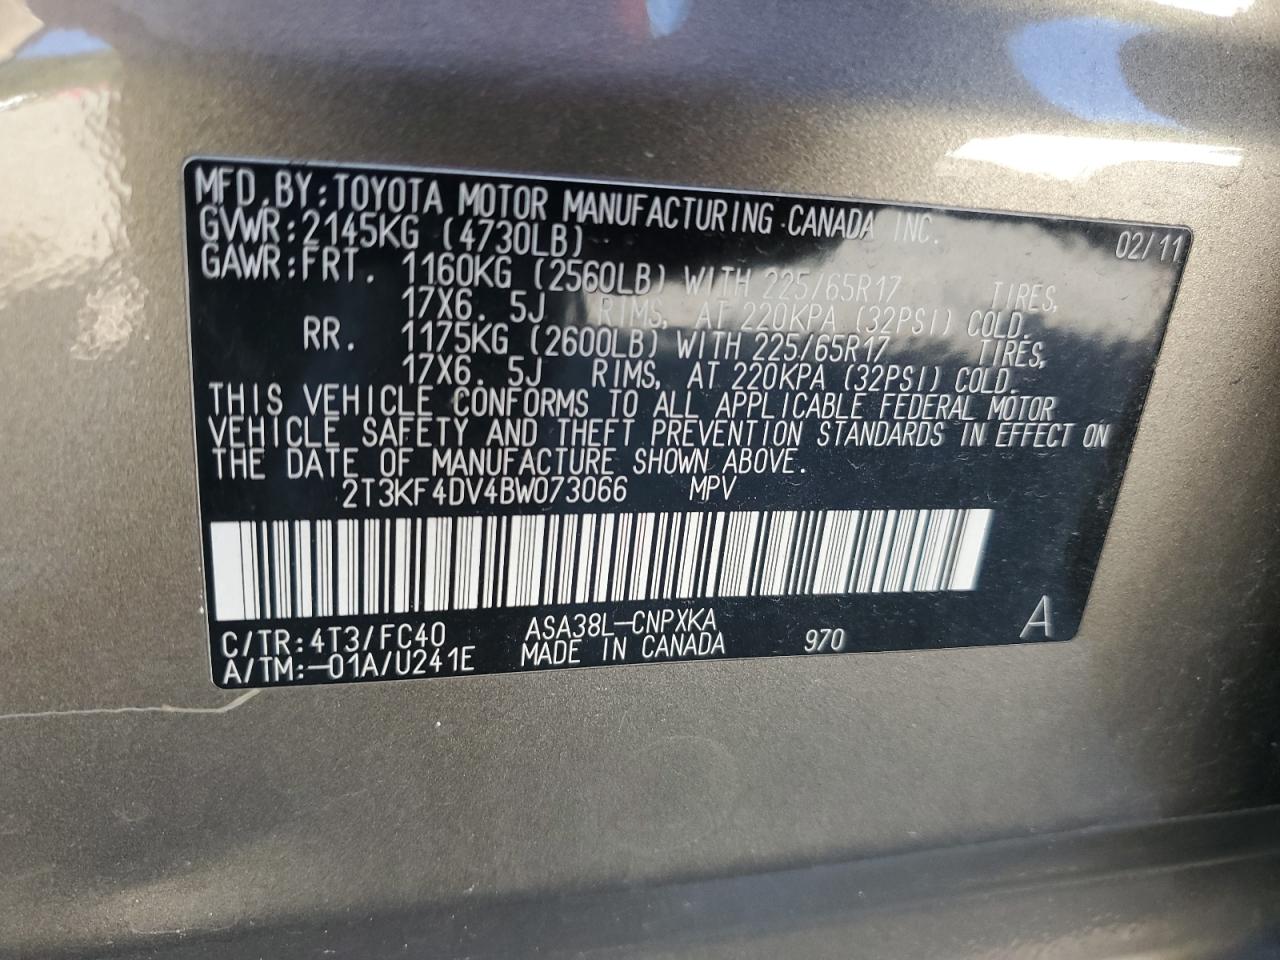 MFD. BY: TOYOTA MOTOR MANUFACTURING CANADA INC. 02/11
GVWR: 2145KG (4730LB)
GAWR: FRT. 1160KG (2560LB) WITH 225/65R17 TIRES,
17X6. 5J RIMS, AT 220KPA (32PSI) COLD.
RR. 1175KG (2600LB) WITH 225/65R17 TIRES,
17X6. 5J RIMS, AT 220KPA (32PSI) COLD.
THIS VEHICLE CONFORMS TO ALL APPLICABLE FEDERAL MOTOR
VEHICLE SAFETY AND THEFT PREVENTION STANDARDS IN EFFECT ON
THE DATE OF MANUFACTURE SHOWN ABOVE.
2T3KF4DV4BW073066 MPV
C/TR: 4T3/FC40 ASA38L-CNPXKA 970 A
A/TM:-01A/U241E MADE IN CANADA